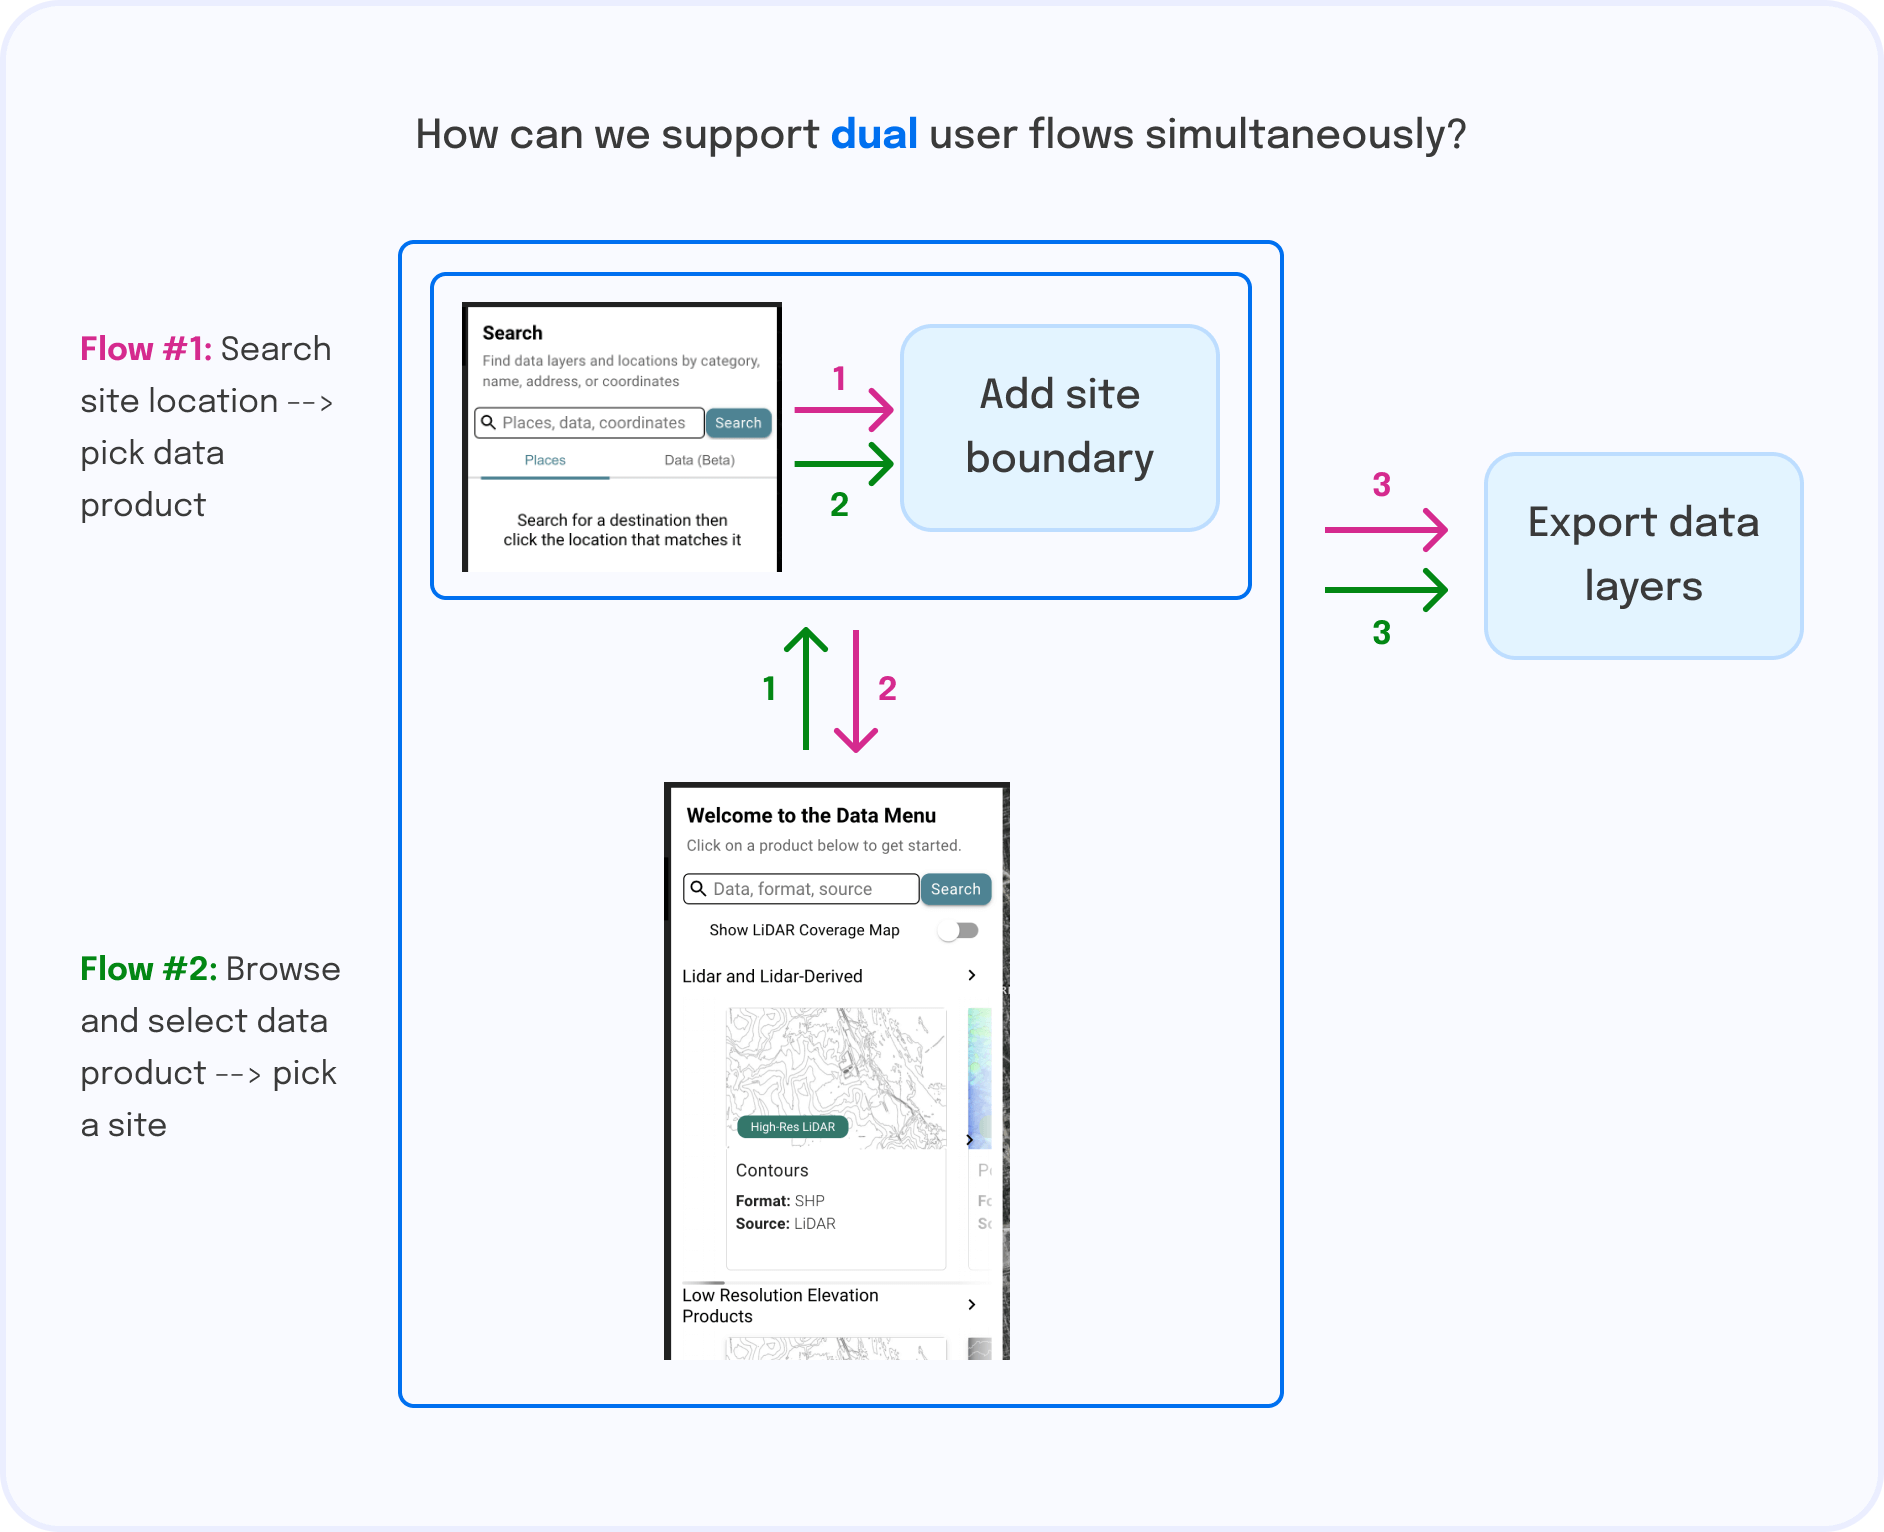 How can we support dual user flows simultaneously?
Flow #1: Search
site location -->
pick data
product
Search
Find data layers and locations by category,
name, address, or coordinates
Places, data, coordinates
Search
Places
Data (Beta)
Search for a destination then
click the location that matches it
1
2
Add site
boundary
3
3
Export data
layers
1
2
Flow #2: Browse
and select data
product --> pick
a site
Welcome to the Data Menu
Click on a product below to get started.
Data, format, source
Search
Show LiDAR Coverage Map
Lidar and Lidar-Derived
High-Res LiDAR
Contours
Format: SHP
Source: LiDAR
Low Resolution Elevation
Products